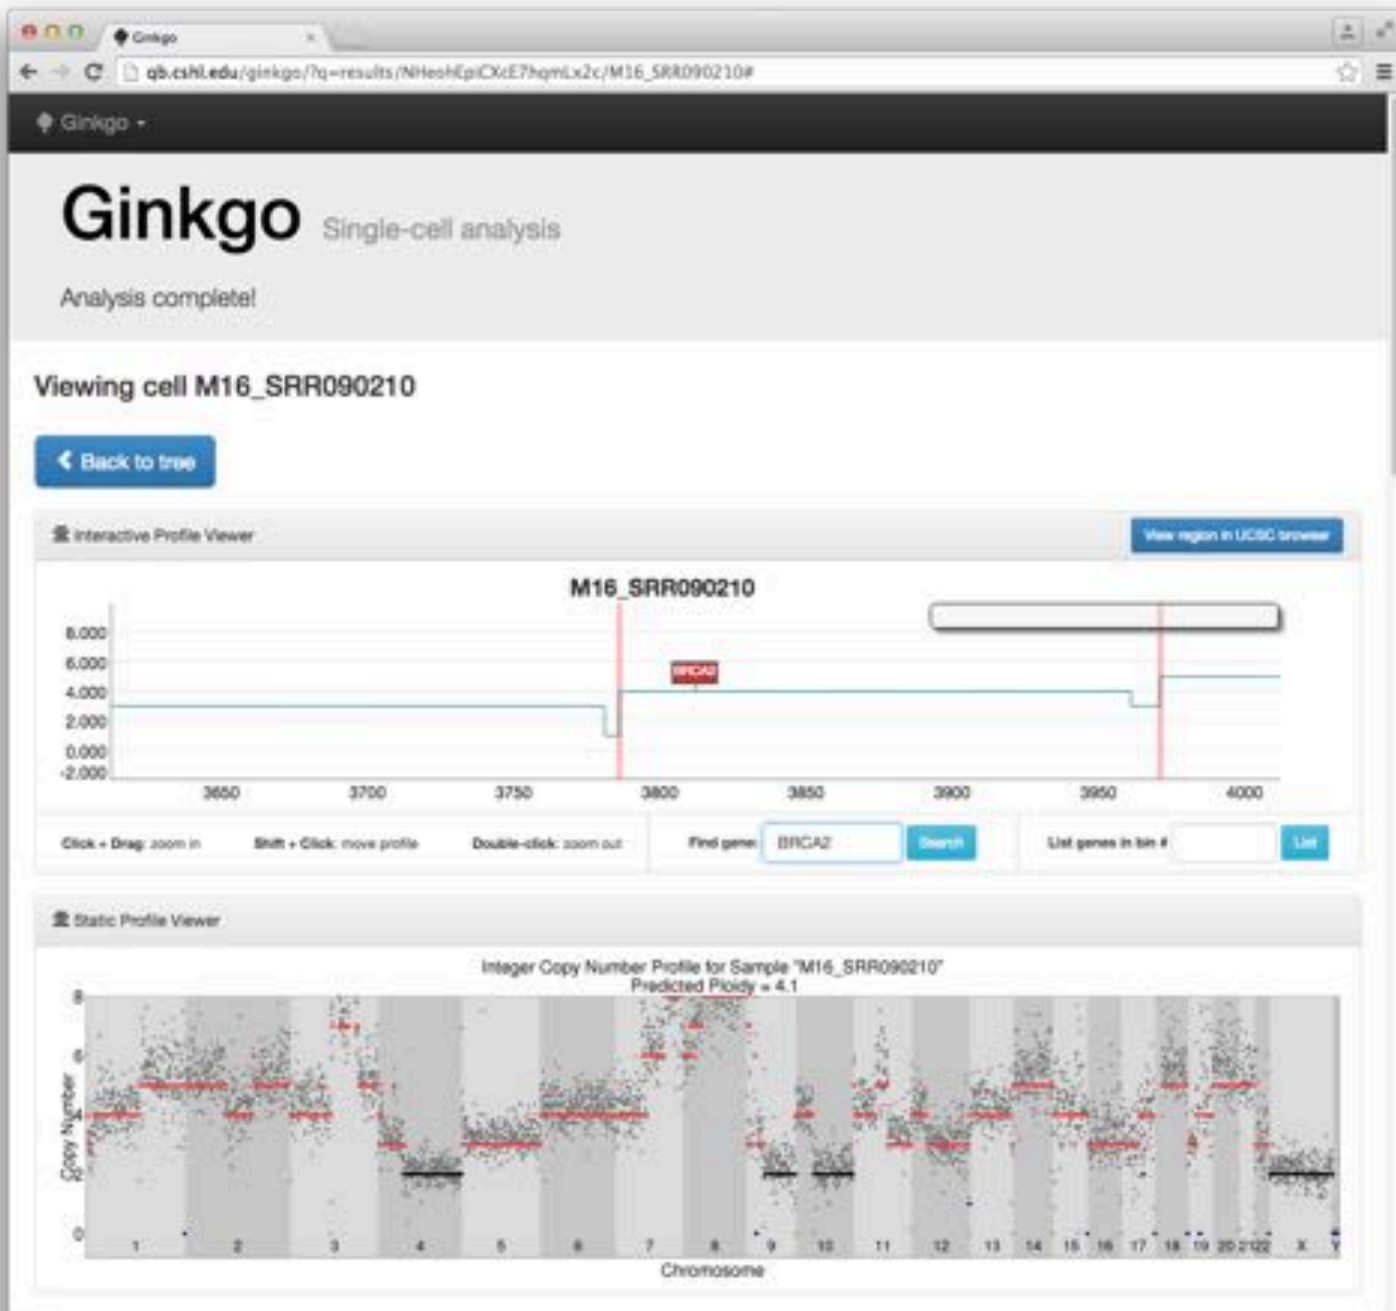 Ginkgo
qb.cshl.edu/ginkgo/?q=results/NHeohEpiCXcE7hqmLx2c/M16_SRR090210#
Ginkgo
Ginkgo Single-cell analysis
Analysis complete!
Viewing cell M16_SRR090210
Back to tree
Interactive Profile Viewer
View region in UCSC browser
M16_SRR090210
8.000
6.000
4.000
2.000
0.000
-2.000
BRCA2
3650 3700 3750 3800 3850 3900 3950 4000
Click + Drag: zoom in Shift + Click: move profile Double-click: zoom out Find gene: BRCA2 Search List genes in bin # List
Static Profile Viewer
Integer Copy Number Profile for Sample "M16_SRR090210"
Predicted Ploidy = 4.1
Copy Number
8
6
4
2
0
1 2 3 4 5 6 7 8 9 10 11 12 13 14 15 16 17 18 19 20 21 22 X Y
Chromosome